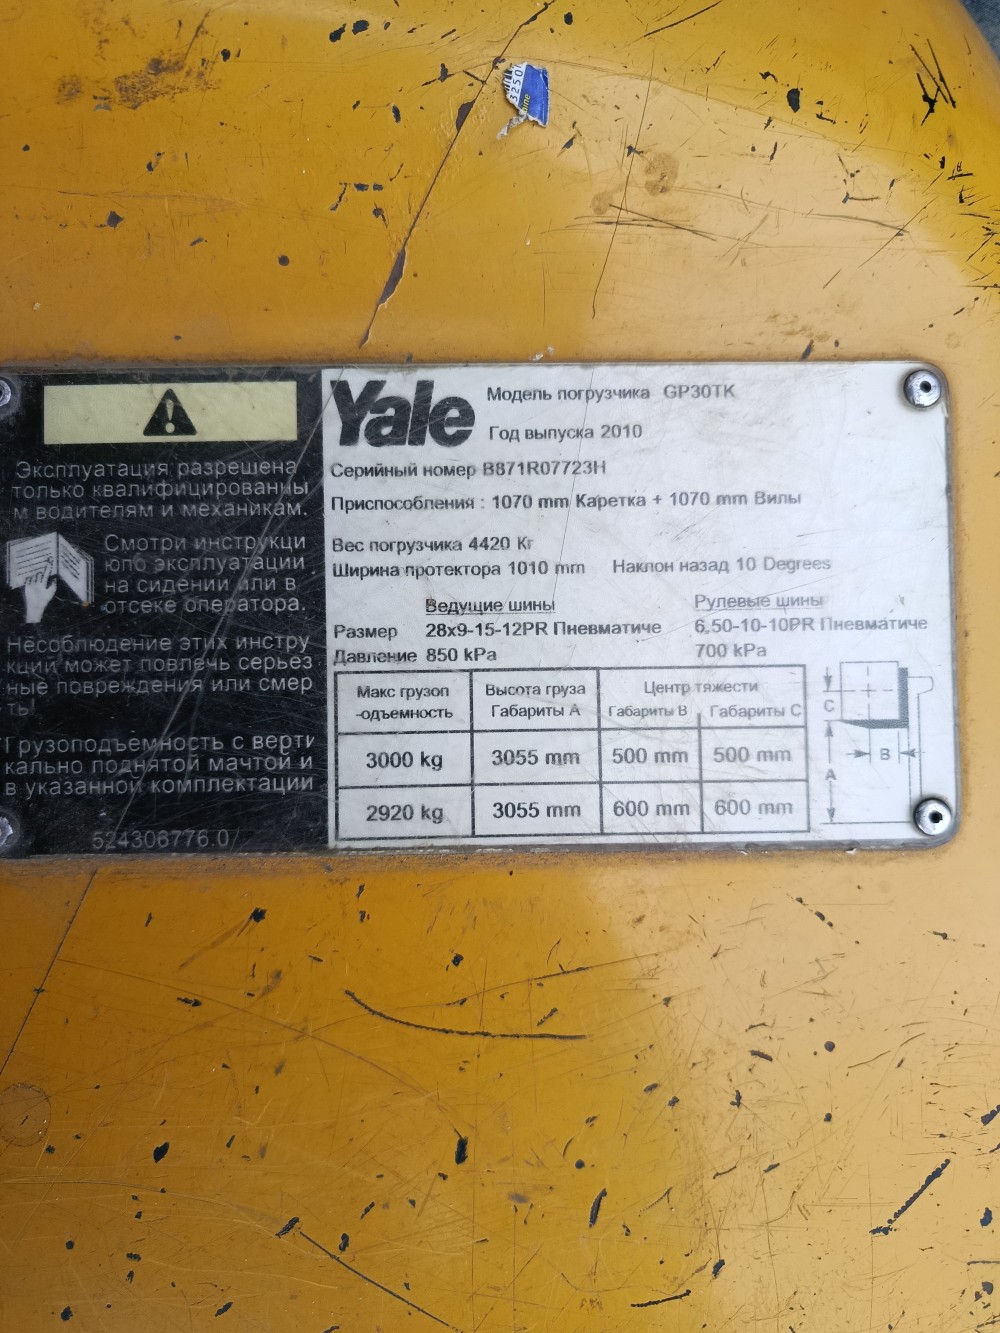 3250
ine
Эксплуатация разрешена
только квалифицированны
м водителям и механикам.
Смотри инструкци
юпо эксплуатации
на сидении или в
отсеке оператора.
Несоблюдение этих инстру
кций может повлечь серьез
ные повреждения или смер
ть!
Грузоподъемность с верти
кально поднятой мачтой и
в указанной комплектации
524306776.0
Yale
Модель погрузчика GP30TK
Год выпуска 2010
Серийный номер B871R07723H
Приспособления : 1070 mm Каретка + 1070 mm Вилы
Вес погрузчика 4420 Кг
Ширина протектора 1010 mm Наклон назад 10 Degrees
Ведущие шины Рулевые шины
Размер 28x9-15-12PR Пневматиче 6.50-10-10PR Пневматиче
Давление 850 kPa 700 kPa
Макс грузоп Высота груза Центр тяжести
-одъемность Габариты А Габариты В Габариты С
3000 kg 3055 mm 500 mm 500 mm
2920 kg 3055 mm 600 mm 600 mm
C
B
A